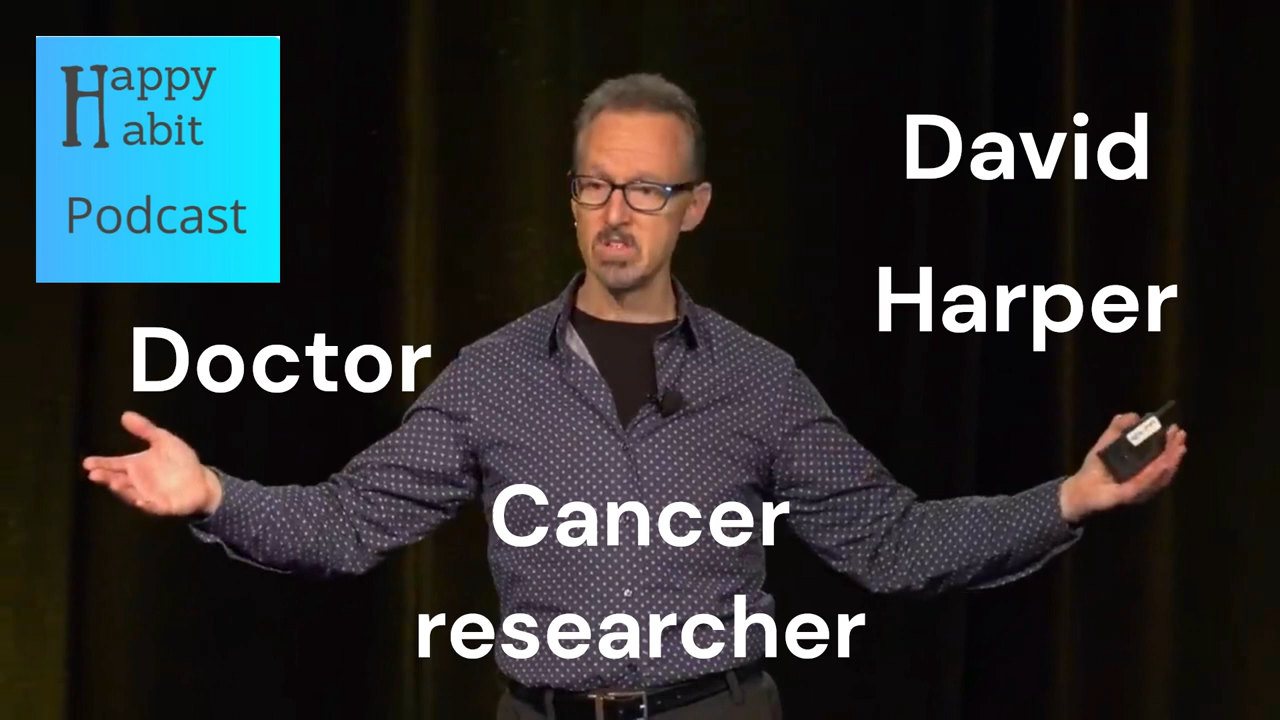 Happy
Habit
Podcast
David
Harper
Doctor
Cancer
researcher